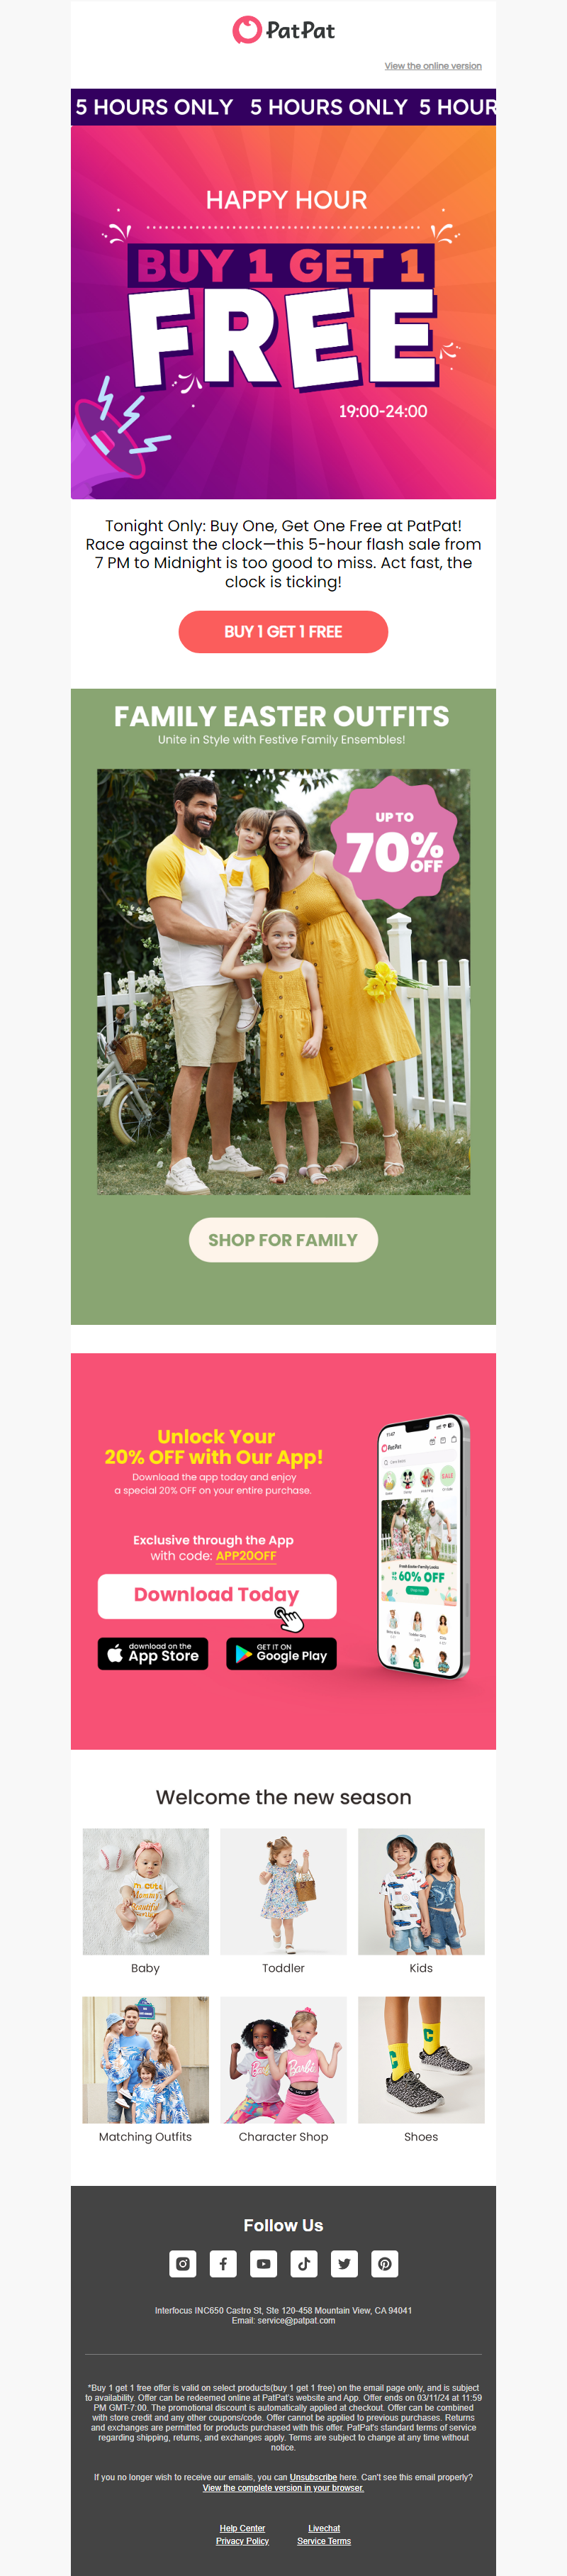 PatPat
View the online version
5 HOURS ONLY 5 HOURS ONLY 5 HOUR
HAPPY HOUR
BUY 1 GET 1
FREE
19:00-24:00
Tonight Only: Buy One, Get One Free at PatPat!
Race against the clock—this 5-hour flash sale from
7 PM to Midnight is too good to miss. Act fast, the
clock is ticking!
BUY 1 GET 1 FREE
FAMILY EASTER OUTFITS
Unite in Style with Festive Family Ensembles!
UP TO
70%
OFF
SHOP FOR FAMILY
Unlock Your
20% OFF with Our App!
Download the app today and enjoy
a special 20% OFF on your entire purchase.
Exclusive through the App
with code: APP20OFF
Download Today
download on the
App Store
GET IT ON
Google Play
11:47
PatPat
SALE
60% OFF
Welcome the new season
Baby
Toddler
Kids
Barbie
Matching Outfits
Character Shop
Shoes
Follow Us
Interfocus INC650 Castro St, Ste 120-458 Mountain View, CA 94041
Email: service@patpat.com
*Buy 1 get 1 free offer is valid on select products(buy 1 get 1 free) on the email page only, and is subject
to availability. Offer can be redeemed online at PatPat's website and App. Offer ends on 03/11/24 at 11:59
PM GMT-7:00. The promotional discount is automatically applied at checkout. Offer can be combined
with store credit and any other coupons/code. Offer cannot be applied to previous purchases. Returns
and exchanges are permitted for products purchased with this offer. PatPat's standard terms of service
regarding shipping, returns, and exchanges apply. Terms are subject to change at any time without
notice.
If you no longer wish to receive our emails, you can Unsubscribe here. Can't see this email properly?
View the complete version in your browser.
Help Center Livechat
Privacy Policy Service Terms